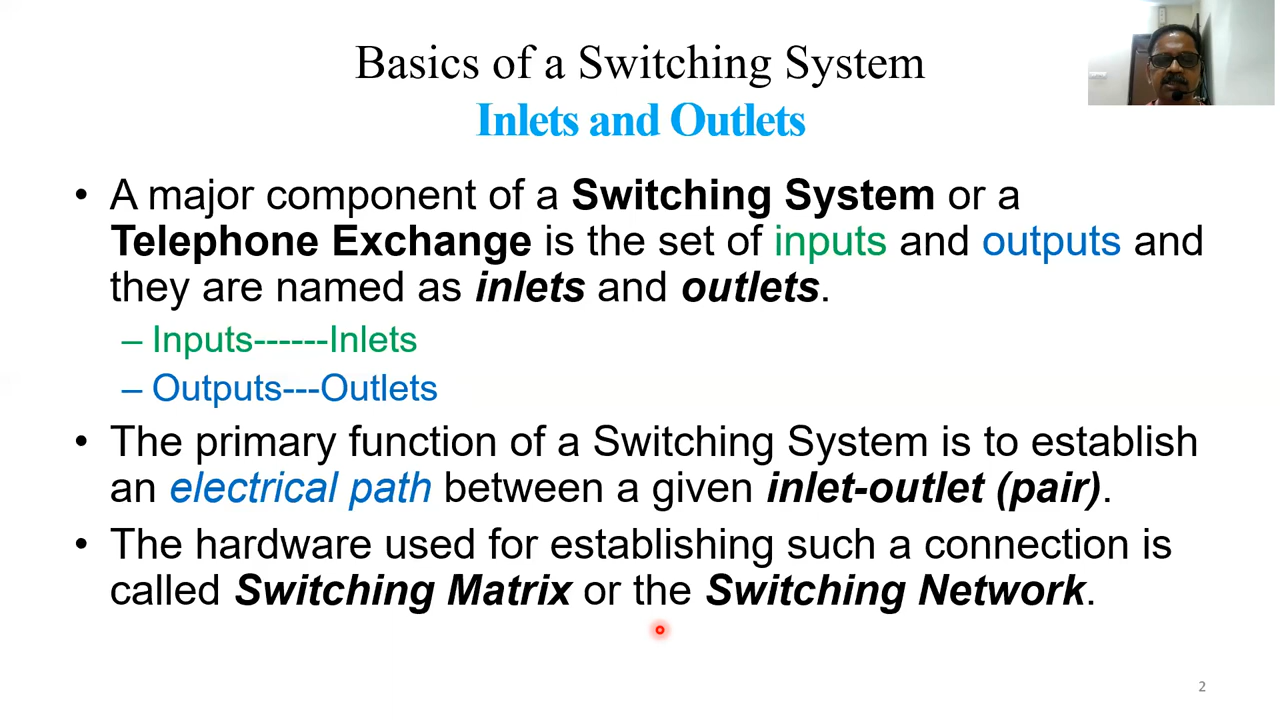 Basics of a Switching System
Inlets and Outlets
• A major component of a Switching System or a
Telephone Exchange is the set of inputs and outputs and
they are named as inlets and outlets.
– Inputs------Inlets
– Outputs---Outlets
• The primary function of a Switching System is to establish
an electrical path between a given inlet-outlet (pair).
• The hardware used for establishing such a connection is
called Switching Matrix or the Switching Network.
2